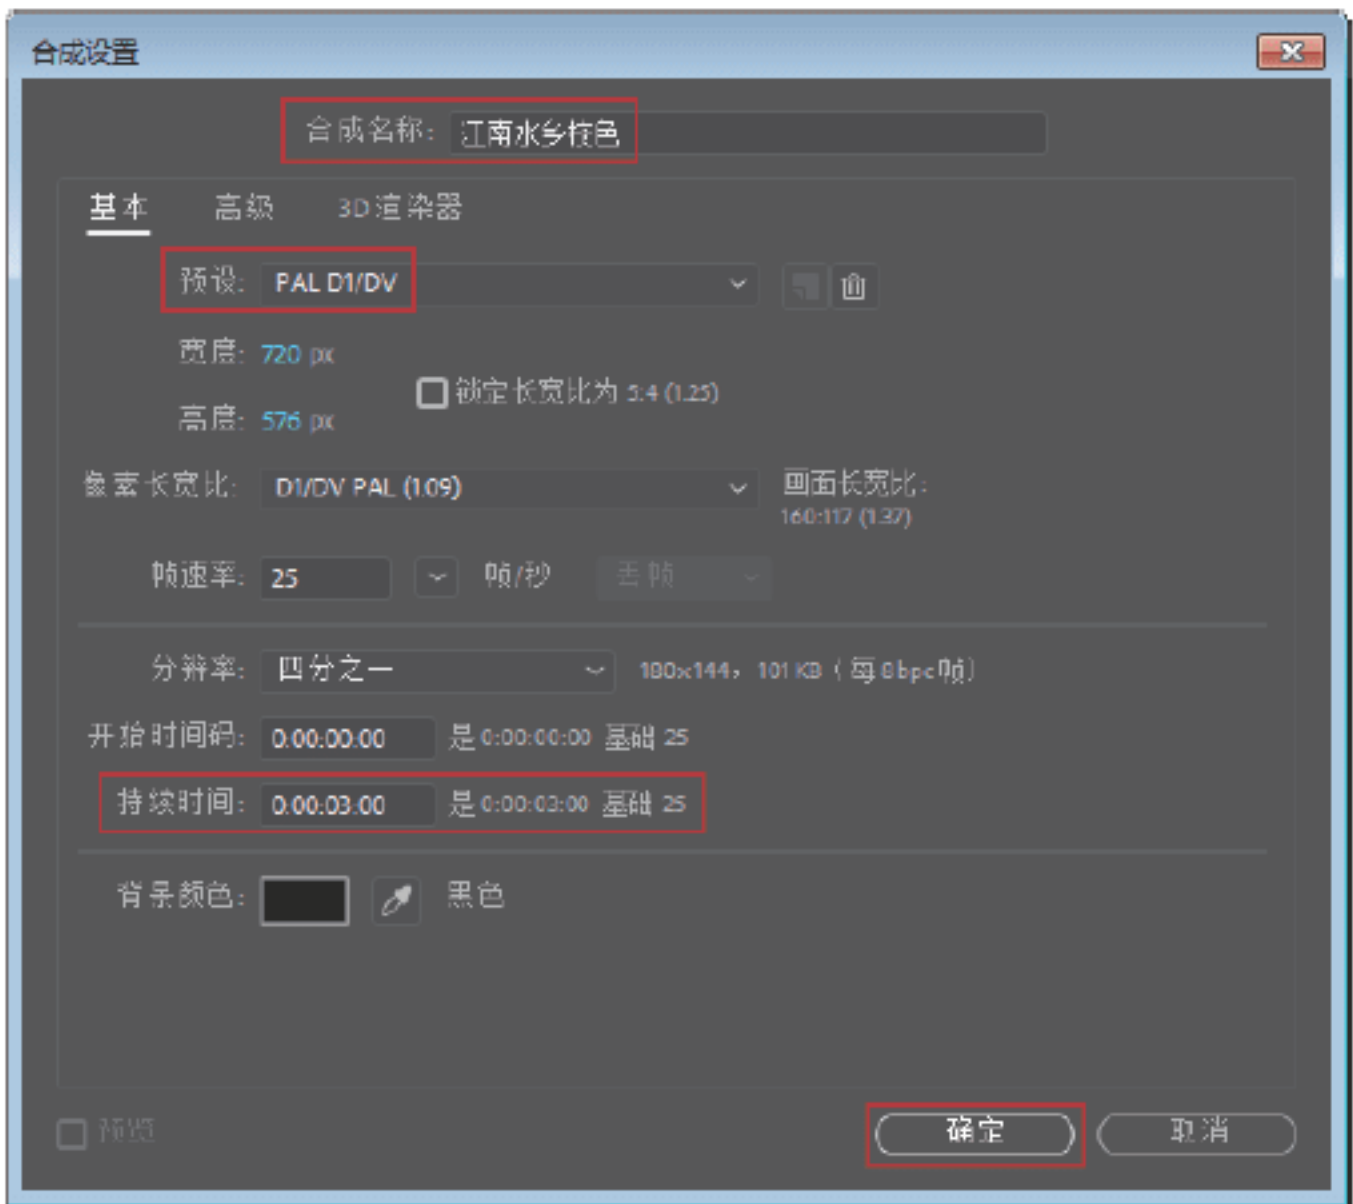 合成设置
合成名称: 江南水乡校色
基本 高级 3D 渲染器
预设: PAL D1/DV
宽度: 720 px
锁定长宽比为 5:4 (1.25)
高度: 576 px
像素长宽比: D1/DV PAL (1.09)
画面长宽比:
160:117 (1.37)
帧速率: 25 帧/秒 丢帧
分辨率: 四分之一 180x144, 101 KB (每 8bpc帧)
开始时间码: 0:00:00:00 是 0:00:00:00 基础 25
持续时间: 0:00:03:00 是 0:00:03:00 基础 25
背景颜色: 黑色
预览 确定 取消